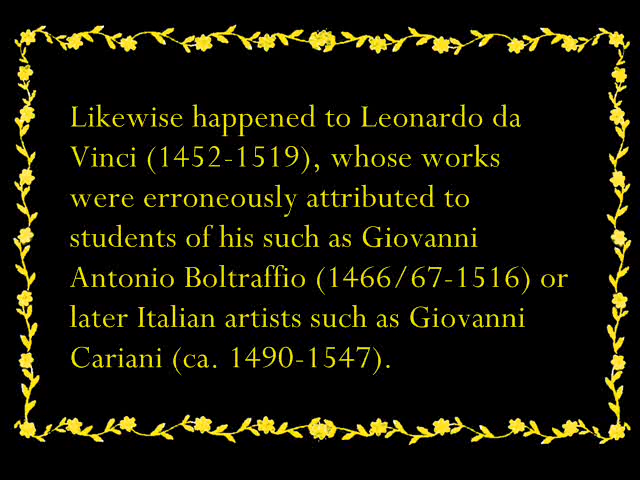 Likewise happened to Leonardo da
Vinci (1452-1519), whose works
were erroneously attributed to
students of his such as Giovanni
Antonio Boltraffio (1466/67-1516) or
later Italian artists such as Giovanni
Cariani (ca. 1490-1547).